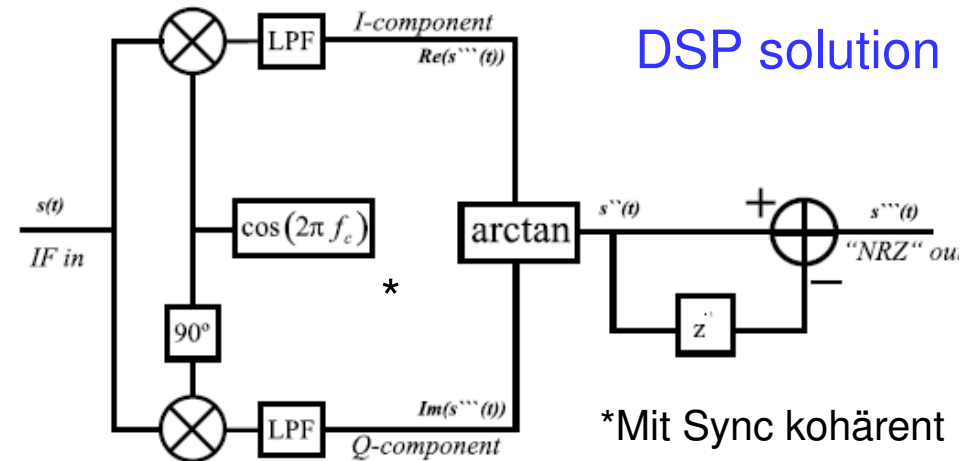 DSP solution
I-component
LPF
Re(s```(t))
s(t)
IF in
cos(2π f_c)
*
90º
arctan
s``(t)
+
s```(t)
"NRZ" out
−
z⁻¹
LPF
Im(s```(t))
Q-component
*Mit Sync kohärent